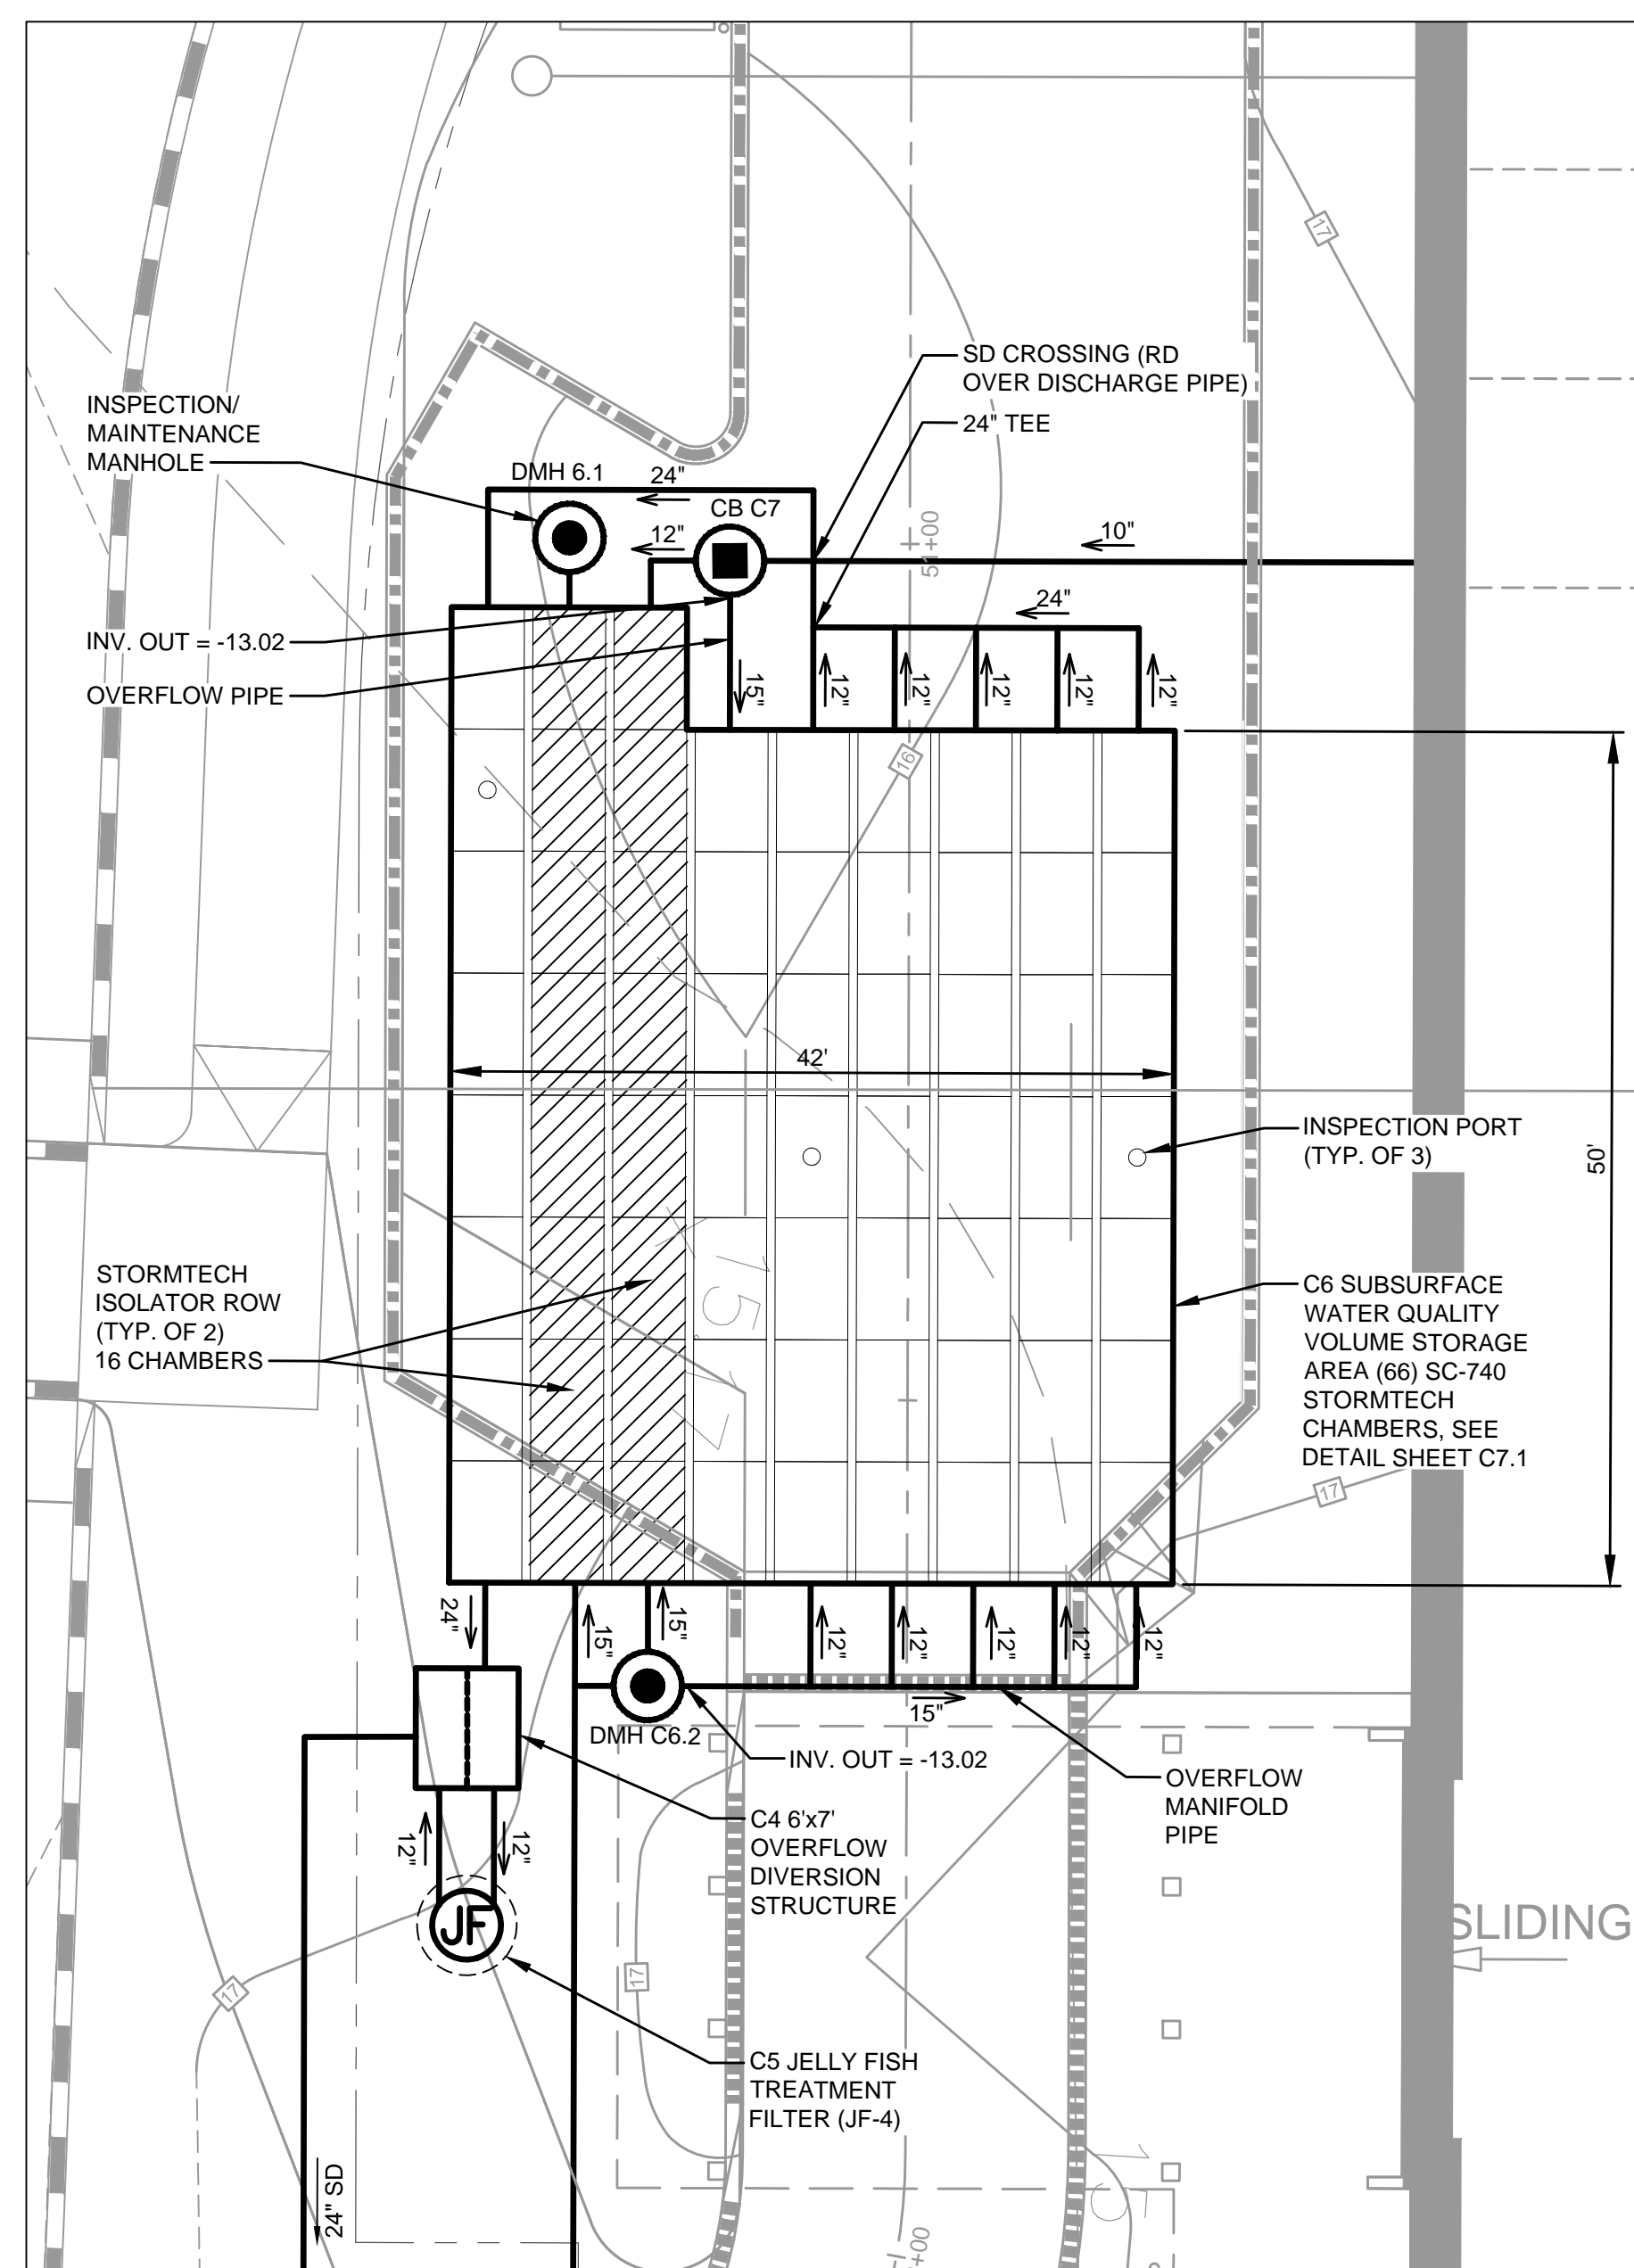 17
SD CROSSING (RD
OVER DISCHARGE PIPE)
24" TEE
INSPECTION/
MAINTENANCE
MANHOLE
DMH 6.1
24"
CB C7
12"
10"
51+00
24"
INV. OUT = -13.02
OVERFLOW PIPE
15"
12"
12"
12"
12"
12"
16
42'
INSPECTION PORT
(TYP. OF 3)
50'
STORMTECH
ISOLATOR ROW
(TYP. OF 2)
16 CHAMBERS
C6 SUBSURFACE
WATER QUALITY
VOLUME STORAGE
AREA (66) SC-740
STORMTECH
CHAMBERS, SEE
DETAIL SHEET C7.1
17
24"
15"
15"
12"
12"
12"
12"
12"
15"
DMH C6.2
INV. OUT = -13.02
OVERFLOW
MANIFOLD
PIPE
C4 6'x7'
OVERFLOW
DIVERSION
STRUCTURE
12"
12"
JF
SLIDING
17
17
C5 JELLY FISH
TREATMENT
FILTER (JF-4)
24" SD
+00